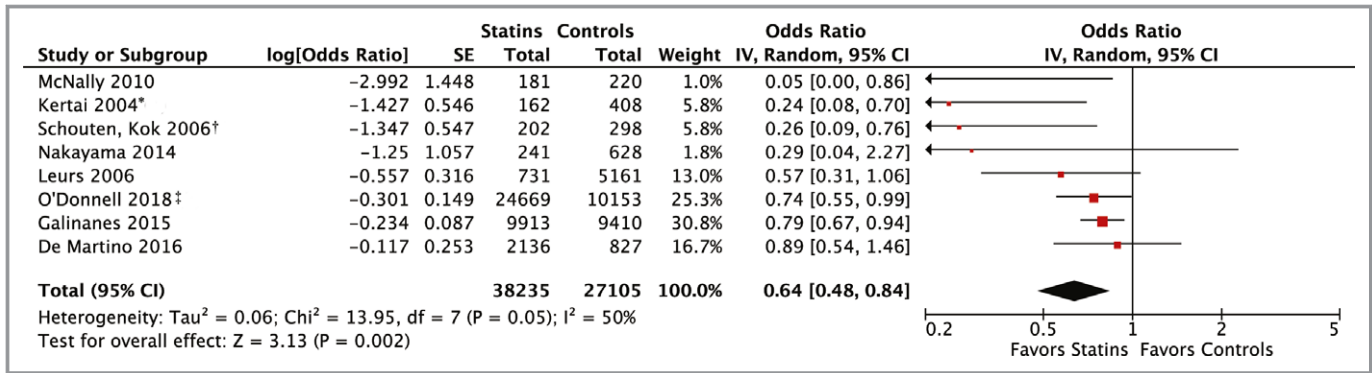 Statins Controls Odds Ratio Odds Ratio
Study or Subgroup log[Odds Ratio] SE Total Total Weight IV, Random, 95% CI IV, Random, 95% CI
McNally 2010 −2.992 1.448 181 220 1.0% 0.05 [0.00, 0.86]
Kertai 2004* −1.427 0.546 162 408 5.8% 0.24 [0.08, 0.70]
Schouten, Kok 2006† −1.347 0.547 202 298 5.8% 0.26 [0.09, 0.76]
Nakayama 2014 −1.25 1.057 241 628 1.8% 0.29 [0.04, 2.27]
Leurs 2006 −0.557 0.316 731 5161 13.0% 0.57 [0.31, 1.06]
O'Donnell 2018‡ −0.301 0.149 24669 10153 25.3% 0.74 [0.55, 0.99]
Galinanes 2015 −0.234 0.087 9913 9410 30.8% 0.79 [0.67, 0.94]
De Martino 2016 −0.117 0.253 2136 827 16.7% 0.89 [0.54, 1.46]
Total (95% CI) 38235 27105 100.0% 0.64 [0.48, 0.84]
Heterogeneity: Tau² = 0.06; Chi² = 13.95, df = 7 (P = 0.05); I² = 50%
Test for overall effect: Z = 3.13 (P = 0.002)
0.2 0.5 1 2 5
Favors Statins Favors Controls